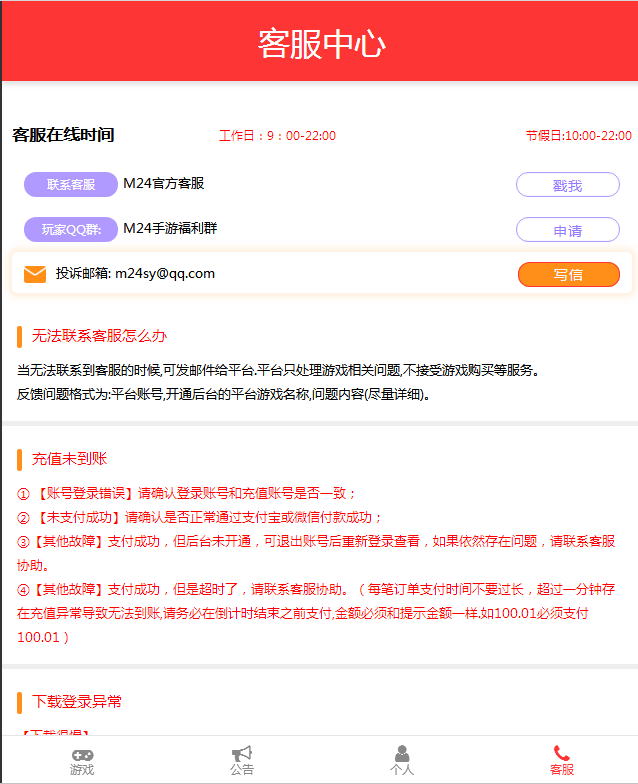 客服中心
客服在线时间 工作日：9：00-22:00 节假日:10:00-22:00
联系客服 M24官方客服 戳我
玩家QQ群: M24手游福利群 申请
投诉邮箱: m24sy@qq.com 写信
无法联系客服怎么办
当无法联系到客服的时候,可发邮件给平台.平台只处理游戏相关问题,不接受游戏购买等服务。
反馈问题格式为:平台账号,开通后台的平台游戏名称,问题内容(尽量详细)。
充值未到账
① 【账号登录错误】请确认登录账号和充值账号是否一致；
② 【未支付成功】请确认是否正常通过支付宝或微信付款成功；
③【其他故障】支付成功，但后台未开通，可退出账号后重新登录查看，如果依然存在问题，请联系客服
协助。
④【其他故障】支付成功，但是超时了，请联系客服协助。（每笔订单支付时间不要过长，超过一分钟存
在充值异常导致无法到账,请务必在倒计时结束之前支付,金额必须和提示金额一样.如100.01必须支付
100.01）
下载登录异常
游戏 公告 个人 客服